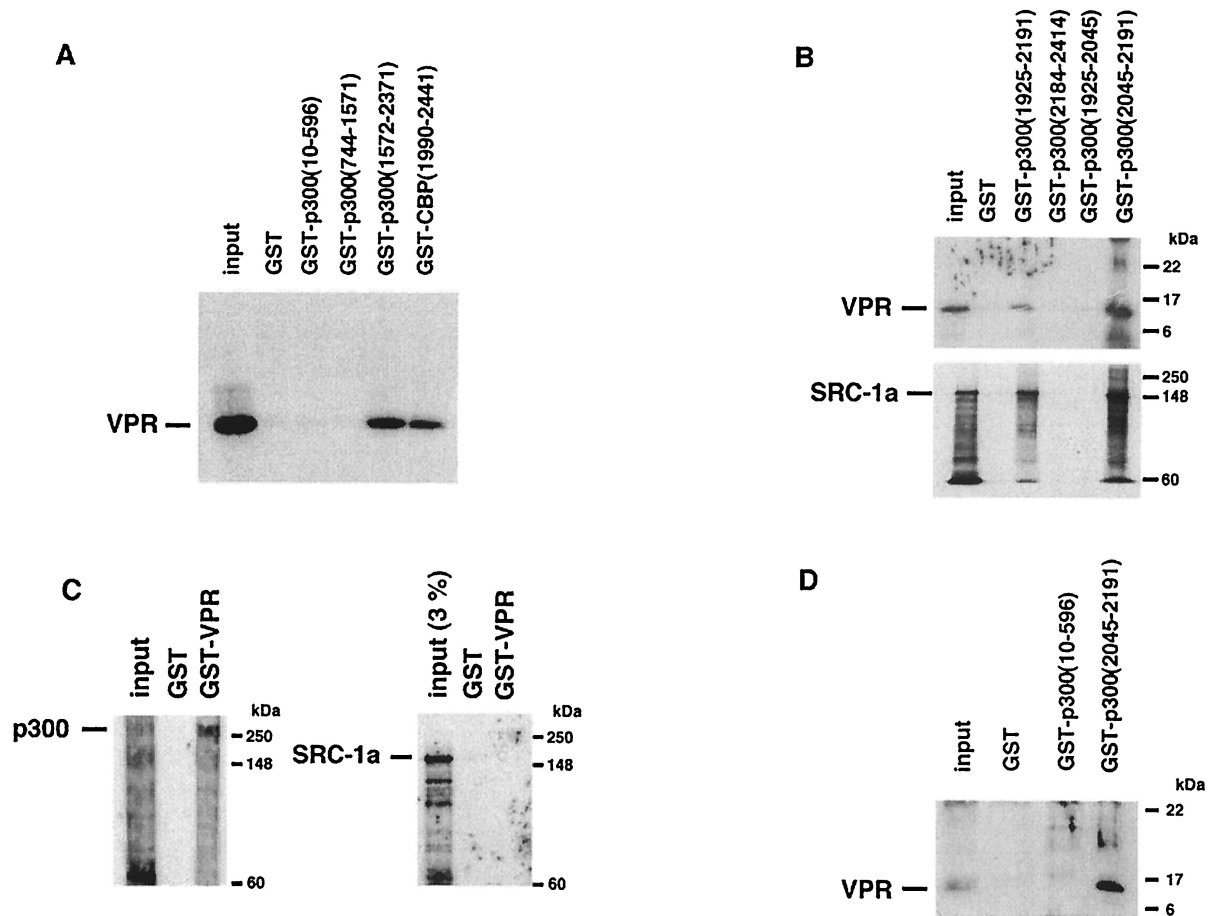 A
input
GST
GST-p300(10-596)
GST-p300(744-1571)
GST-p300(1572-2371)
GST-CBP(1990-2441)
VPR
B
input
GST
GST-p300(1925-2191)
GST-p300(2184-2414)
GST-p300(1925-2045)
GST-p300(2045-2191)
kDa
22
17
6
VPR
SRC-1a
250
148
60
C
input
GST
GST-VPR
p300
kDa
250
148
60
Input (3 %)
GST
GST-VPR
SRC-1a
kDa
250
148
60
D
input
GST
GST-p300(10-596)
GST-p300(2045-2191)
kDa
22
17
6
VPR